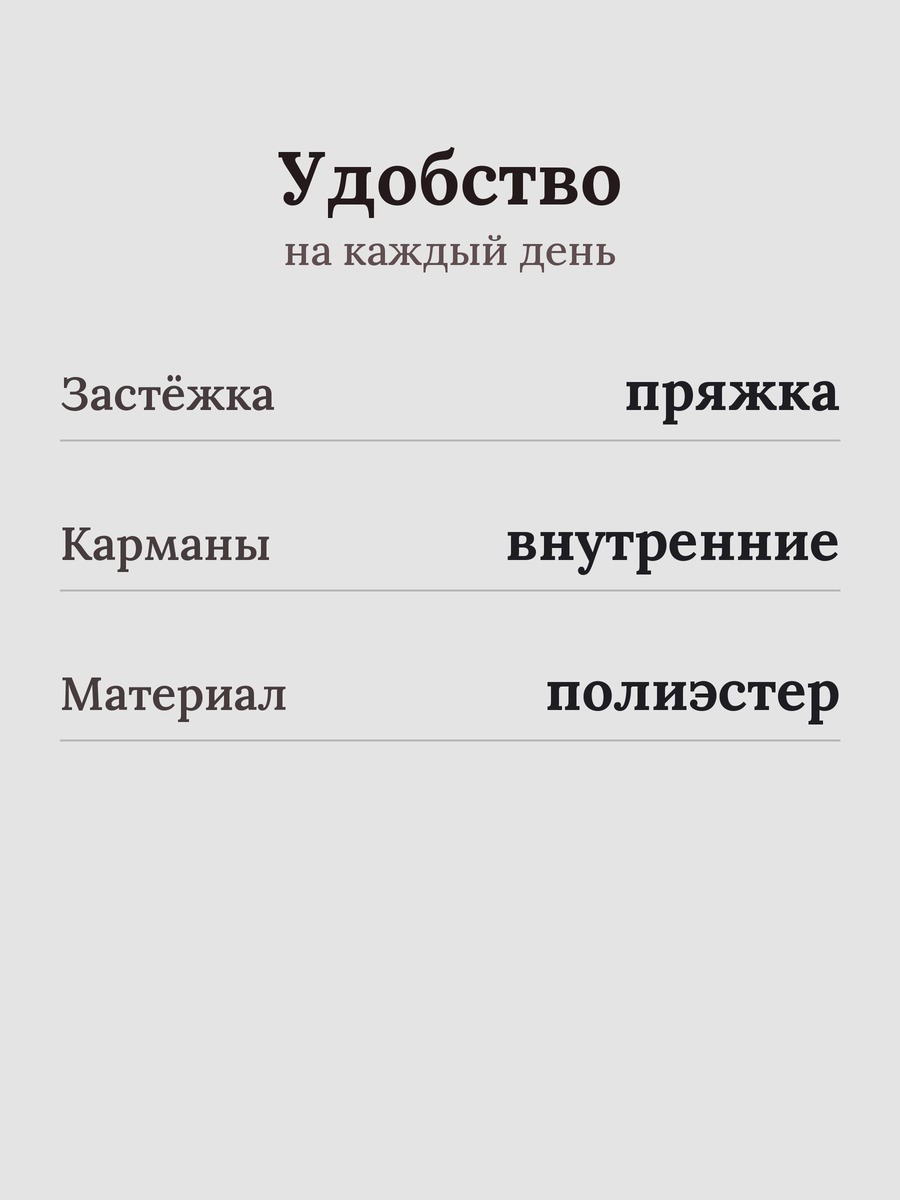 Удобство
на каждый день
Застёжка пряжка
Карманы внутренние
Материал полиэстер